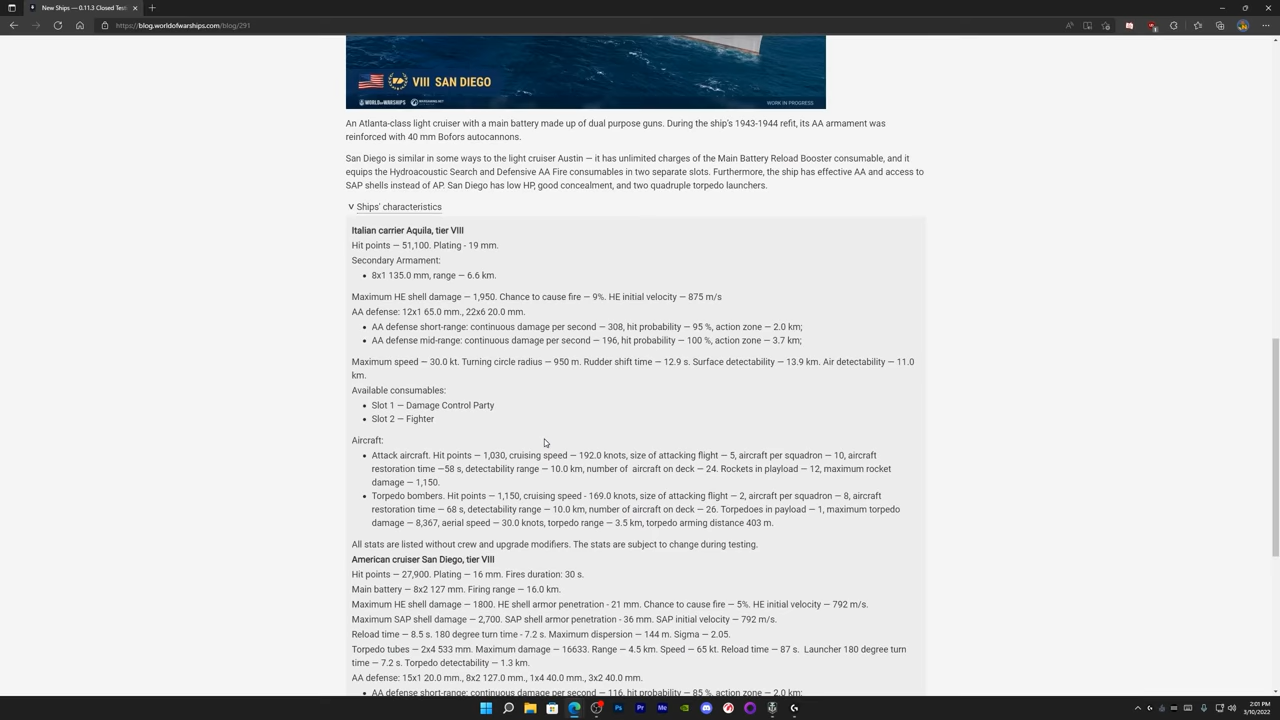 New Ships — 0.11.3 Closed Test
https://blog.worldofwarships.com/blog/291
VIII SAN DIEGO
WORLD OF WARSHIPS WARGAMING.NET
WORK IN PROGRESS
An Atlanta-class light cruiser with a main battery made up of dual purpose guns. During the ship's 1943-1944 refit, its AA armament was
reinforced with 40 mm Bofors autocannons.
San Diego is similar in some ways to the light cruiser Austin — it has unlimited charges of the Main Battery Reload Booster consumable, and it
equips the Hydroacoustic Search and Defensive AA Fire consumables in two separate slots. Furthermore, the ship has effective AA and access to
SAP shells instead of AP. San Diego has low HP, good concealment, and two quadruple torpedo launchers.
Ships' characteristics
Italian carrier Aquila, tier VIII
Hit points — 51,100. Plating - 19 mm.
Secondary Armament:
• 8x1 135.0 mm, range — 6.6 km.
Maximum HE shell damage — 1,950. Chance to cause fire — 9%. HE initial velocity — 875 m/s
AA defense: 12x1 65.0 mm., 22x6 20.0 mm.
• AA defense short-range: continuous damage per second — 308, hit probability — 95 %, action zone — 2.0 km;
• AA defense mid-range: continuous damage per second — 196, hit probability — 100 %, action zone — 3.7 km;
Maximum speed — 30.0 kt. Turning circle radius — 950 m. Rudder shift time — 12.9 s. Surface detectability — 13.9 km. Air detectability — 11.0
km.
Available consumables:
• Slot 1 — Damage Control Party
• Slot 2 — Fighter
Aircraft:
• Attack aircraft. Hit points — 1,030, cruising speed — 192.0 knots, size of attacking flight — 5, aircraft per squadron — 10, aircraft
restoration time —58 s, detectability range — 10.0 km, number of aircraft on deck — 24. Rockets in playload — 12, maximum rocket
damage — 1,150.
• Torpedo bombers. Hit points — 1,150, cruising speed - 169.0 knots, size of attacking flight — 2, aircraft per squadron — 8, aircraft
restoration time — 68 s, detectability range — 10.0 km, number of aircraft on deck — 26. Torpedoes in payload — 1, maximum torpedo
damage — 8,367, aerial speed — 30.0 knots, torpedo range — 3.5 km, torpedo arming distance 403 m.
All stats are listed without crew and upgrade modifiers. The stats are subject to change during testing.
American cruiser San Diego, tier VIII
Hit points — 27,900. Plating — 16 mm. Fires duration: 30 s.
Main battery — 8x2 127 mm. Firing range — 16.0 km.
Maximum HE shell damage — 1800. HE shell armor penetration - 21 mm. Chance to cause fire — 5%. HE initial velocity — 792 m/s.
Maximum SAP shell damage — 2,700. SAP shell armor penetration - 36 mm. SAP initial velocity — 792 m/s.
Reload time — 8.5 s. 180 degree turn time - 7.2 s. Maximum dispersion — 144 m. Sigma — 2.05.
Torpedo tubes — 2x4 533 mm. Maximum damage — 16633. Range — 4.5 km. Speed — 65 kt. Reload time — 87 s. Launcher 180 degree turn
time — 7.2 s. Torpedo detectability — 1.3 km.
AA defense: 15x1 20.0 mm., 8x2 127.0 mm., 1x4 40.0 mm., 3x2 40.0 mm.
• AA defense short-range: continuous damage per second — 116, hit probability — 85 %, action zone — 2.0 km;
2:01 PM
3/10/2022